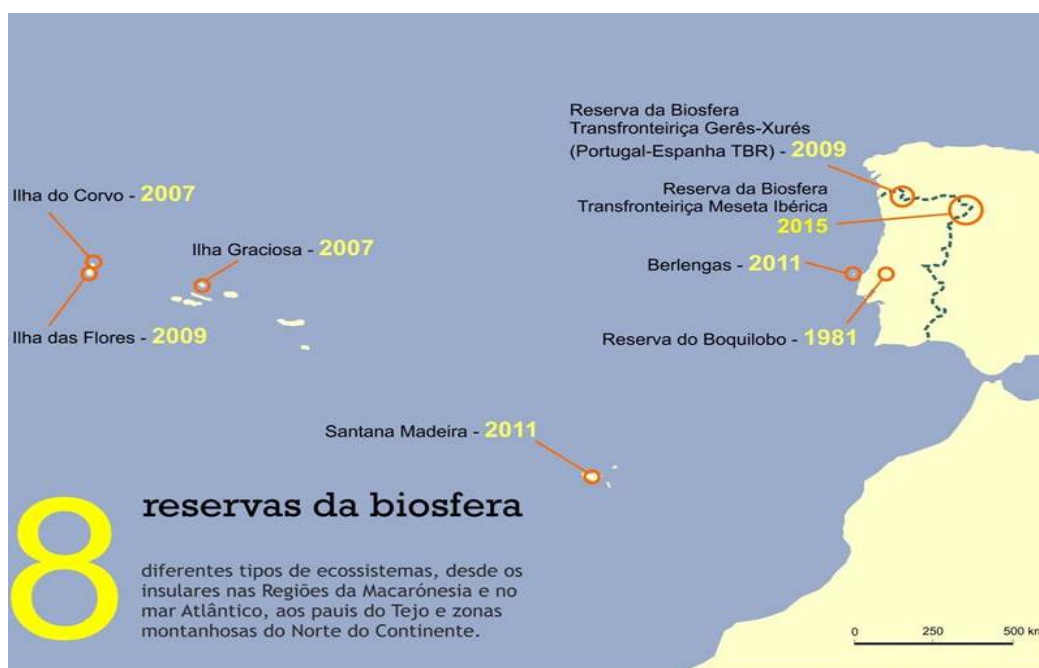 Reserva da Biosfera
Transfronteiriça Gerês-Xurés
(Portugal-Espanha TBR) - 2009
Ilha do Corvo - 2007
Reserva da Biosfera
Transfronteiriça Meseta Ibérica
2015
Ilha Graciosa - 2007
Berlengas - 2011
Ilha das Flores - 2009
Reserva do Boquilobo - 1981
Santana Madeira - 2011
8
reservas da biosfera
diferentes tipos de ecossistemas, desde os
insulares nas Regiões da Macarónesia e no
mar Atlântico, aos pauis do Tejo e zonas
montanhosas do Norte do Continente.
0 250 500 km